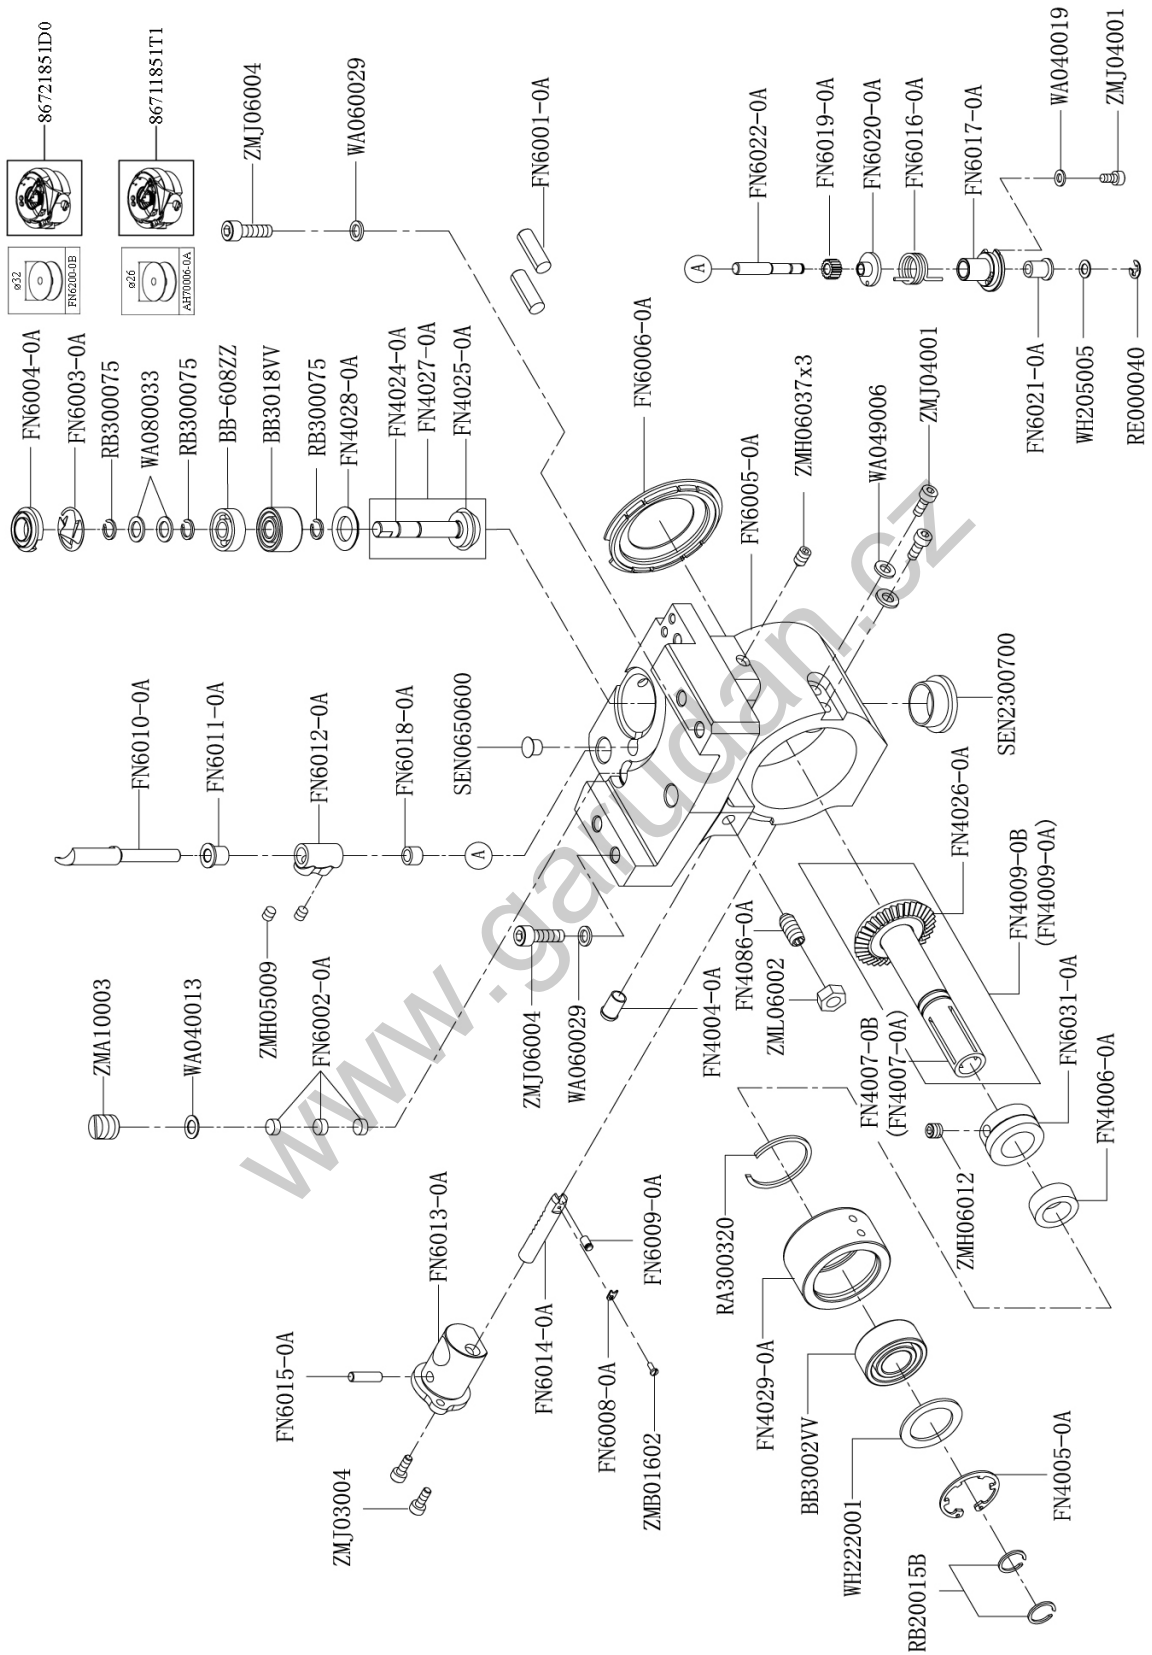 86721851D0
86711851T1
ø32
FN6200-0B
ø26
AH70006-0A
ZMJ06004
WA060029
FN6001-0A
FN6004-0A
FN6003-0A
RB300075
WA080033
RB300075
BB-608ZZ
BB3018VV
RB300075
FN4028-0A
FN4024-0A
FN4027-0A
FN4025-0A
FN6006-0A
FN6005-0A
ZMH06037x3
WA049006
ZMJ04001
A
FN6022-0A
FN6019-0A
FN6020-0A
FN6016-0A
FN6017-0A
WA040019
ZMJ04001
FN6021-0A
WH205005
RE000040
FN6010-0A
FN6011-0A
FN6012-0A
FN6018-0A
A
SEN0650600
SEN2300700
ZMA10003
WA040013
ZMH05009
FN6002-0A
ZMJ06004
WA060029
FN4004-0A
FN4086-0A
ZML06002
FN4026-0A
FN4009-0B
(FN4009-0A)
FN4007-0B
(FN4007-0A)
FN6031-0A
FN4006-0A
ZMH06012
RA300320
FN4029-0A
BB3002VV
WH222001
FN4005-0A
RB20015B
FN6013-0A
FN6015-0A
ZMJ03004
FN6014-0A
FN6009-0A
FN6008-0A
ZMB01602
www.garudan.cz